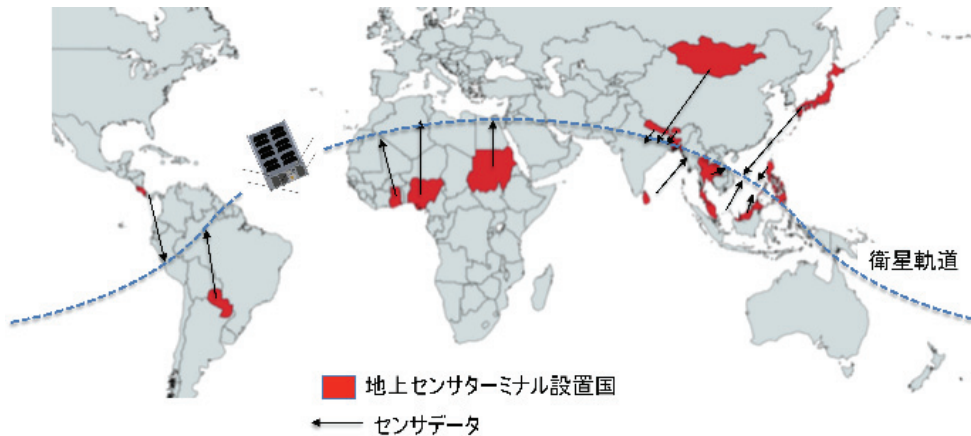 衛星軌道
地上センサターミナル設置国
センサデータ